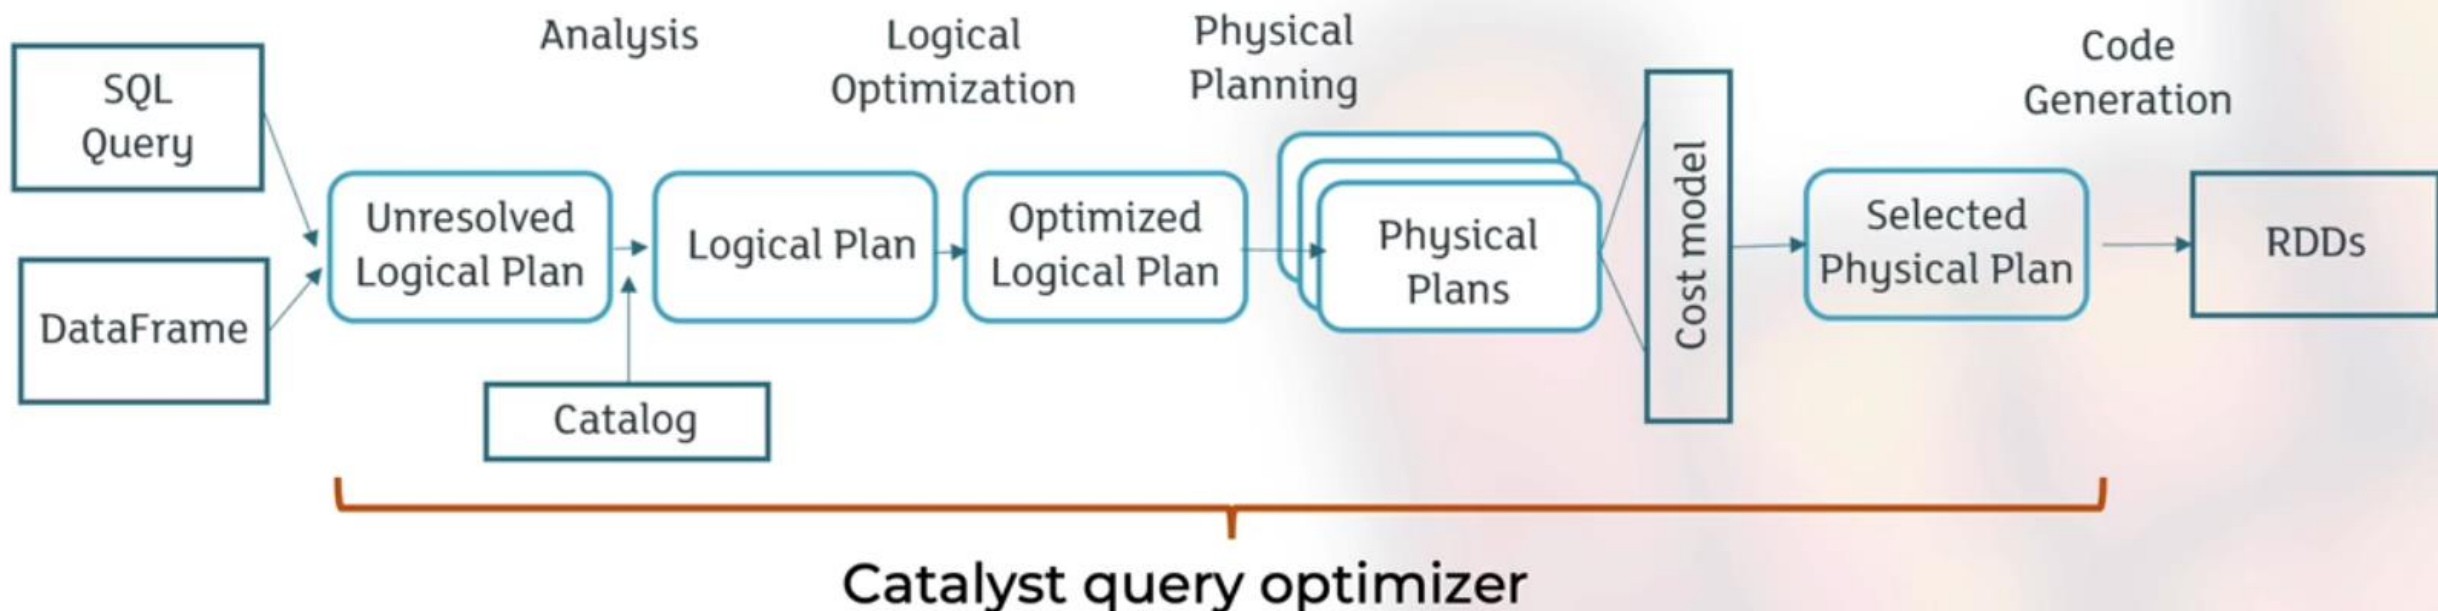 Analysis
Logical
Optimization
Physical
Planning
Code
Generation
SQL
Query
DataFrame
Unresolved
Logical Plan
Catalog
Logical Plan
Optimized
Logical Plan
Physical
Plans
Cost model
Selected
Physical Plan
RDDs
Catalyst query optimizer